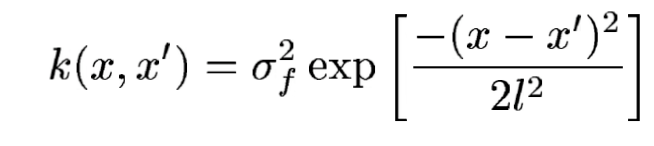 k(x, x′) = σ_f^2 exp [ −(x − x′)^2 / 2l^2 ]